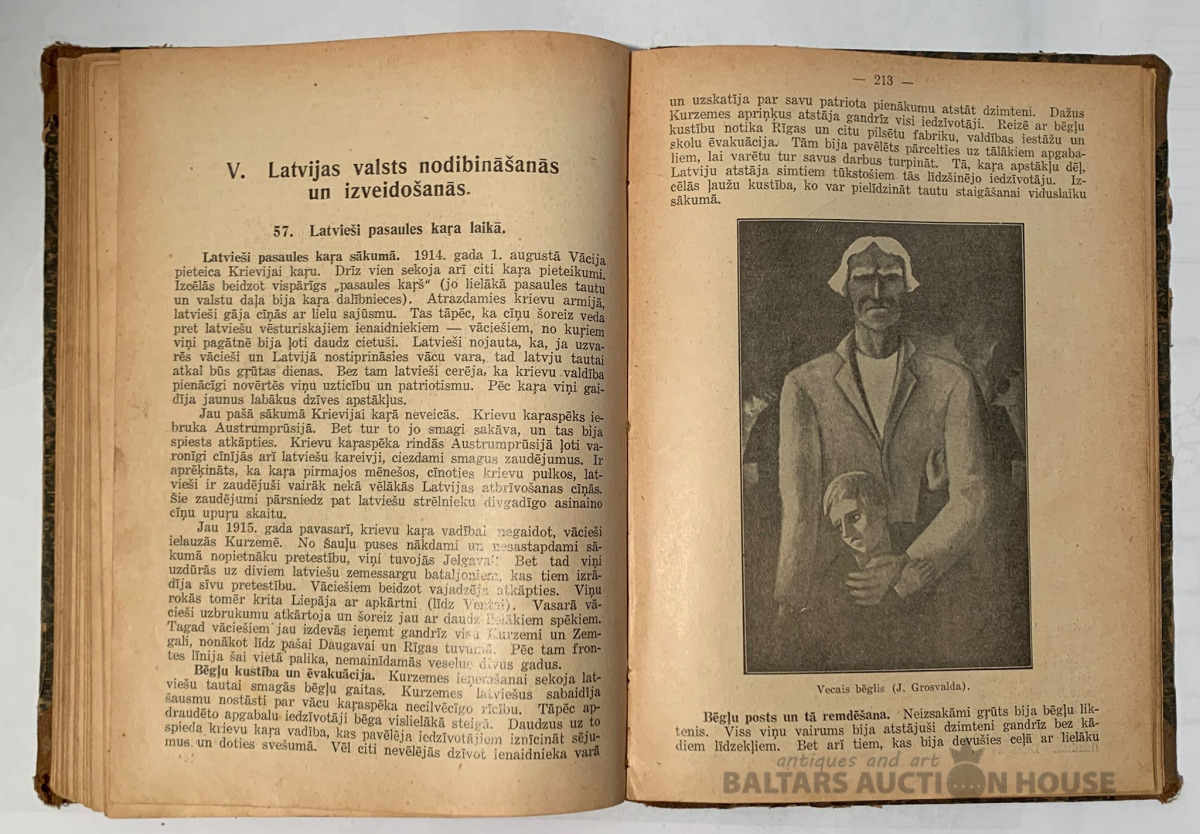 V. Latvijas valsts nodibināšanās
un izveidošanās.
57. Latvieši pasaules kaŗa laikā.
Latvieši pasaules kaŗa sākumā. 1914. gada 1. augustā Vācija
pieteica Krievijai kaŗu. Drīz vien sekoja arī citi kaŗa pieteikumi.
Izcēlās beidzot vispārīgs „pasaules kaŗš“ (jo lielākā pasaules tautu
un valstu daļa bija kaŗa dalībnieces). Atrazdamies krievu armijā,
latvieši gāja cīņās ar lielu sajūsmu. Tas tāpēc, ka cīņu šoreiz veda
pret latviešu vēsturiskajiem ienaidniekiem — vāciešiem, no kuŗiem
viņi pagātnē bija ļoti daudz cietuši. Latvieši nojauta, ka, ja uzva-
rēs vācieši un Latvijā nostiprināsies vācu vara, tad latvju tautai
atkal būs gŗūtas dienas. Bez tam latvieši cerēja, ka krievu valdība
pienācīgi novērtēs viņu uzticību un patriotismu. Pēc kaŗa viņi gai-
dīja jaunus labākus dzīves apstākļus.
Jau pašā sākumā Krievijai kaŗā neveicās. Krievu kaŗaspēks ie-
bruka Austrumprūsijā. Bet tur to jo smagi sakāva, un tas bija
spiests atkāpties. Krievu kaŗaspēka rindās Austrumprūsijā ļoti va-
ronīgi cīnījās arī latviešu kareivji, ciezdami smagus zaudējumus. Ir
aprēķināts, ka kaŗa pirmajos mēnešos, cīnoties krievu pulkos, lat-
vieši ir zaudējuši vairāk nekā vēlākās Latvijas atbrīvošanas cīņās.
Šie zaudējumi pārsniedz pat latviešu strēlnieku divgadīgo asinaino
cīņu upuŗu skaitu.
Jau 1915. gada pavasarī, krievu kaŗa vadībai negaidot, vācieši
ielauzās Kurzemē. No Šauļu puses nākdami un nesastapdami sā-
kumā nopietnāku pretestību, viņi tuvojās Jelgavai. Bet tad viņi
uzdūrās uz diviem latviešu zemessargu bataljoniem, kas tiem izrā-
dīja sīvu pretestību. Vāciešiem beidzot vajadzēja atkāpties. Viņu
rokās tomēr krita Liepāja ar apkārtni (līdz Ventai). Vasarā vā-
cieši uzbrukumu atkārtoja un šoreiz jau ar daudz lielākiem spēkiem.
Tagad vāciešiem jau izdevās ieņemt gandrīz visu Kurzemi un Zem-
gali, nonākot līdz pašai Daugavai un Rīgas tuvumā. Pēc tam fron-
tes līnija šai vietā palika, nemainīdamās veselus divus gadus.
Bēgļu kustība un ēvakuācija. Kurzemes ieņemšanai sekoja lat-
viešu tautai smagās bēgļu gaitas. Kurzemes latviešus sabaidīja
šausmu nostāsti par vācu kaŗaspēka necilvēcīgo rīcību. Tāpēc ap-
draudēto apgabalu iedzīvotāji bēga vislielākā steigā. Daudzus uz to
spieda krievu kaŗa vadība, kas pavēlēja iedzīvotājiem iznīcināt sēju-
mus un doties svešumā. Vēl citi nevēlējās dzīvot ienaidnieka varā
— 213 —
un uzskatīja par savu patriota pienākumu atstāt dzimteni. Dažus
Kurzemes apriņķus atstāja gandrīz visi iedzīvotāji. Reizē ar bēgļu
kustību notika Rīgas un citu pilsētu fabriku, valdības iestāžu un
skolu ēvakuācija. Tām bija pavēlēts pārcelties uz tālākiem apgaba-
liem, lai varētu tur savus darbus turpināt. Tā, kaŗa apstākļu dēļ,
Latviju atstāja simtiem tūkstošiem tās līdzšinējo iedzīvotāju. Iz-
cēlās ļaužu kustība, ko var pielīdzināt tautu staigāšanai viduslaiku
sākumā.
Vecais bēglis (J. Grosvalda).
Bēgļu posts un tā remdēšana. Neizsakāmi gŗūts bija bēgļu lik-
tenis. Viss viņu vairums bija atstājuši dzimteni gandrīz bez kā-
diem līdzekļiem. Bet arī tiem, kas bija devušies ceļā ar lielāku
antiques and art
BALTARS AUCTION HOUSE